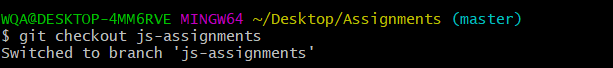 WQA@DESKTOP-4MM6RVE MINGW64 ~/Desktop/Assignments (master)
$ git checkout js-assignments
Switched to branch 'js-assignments'